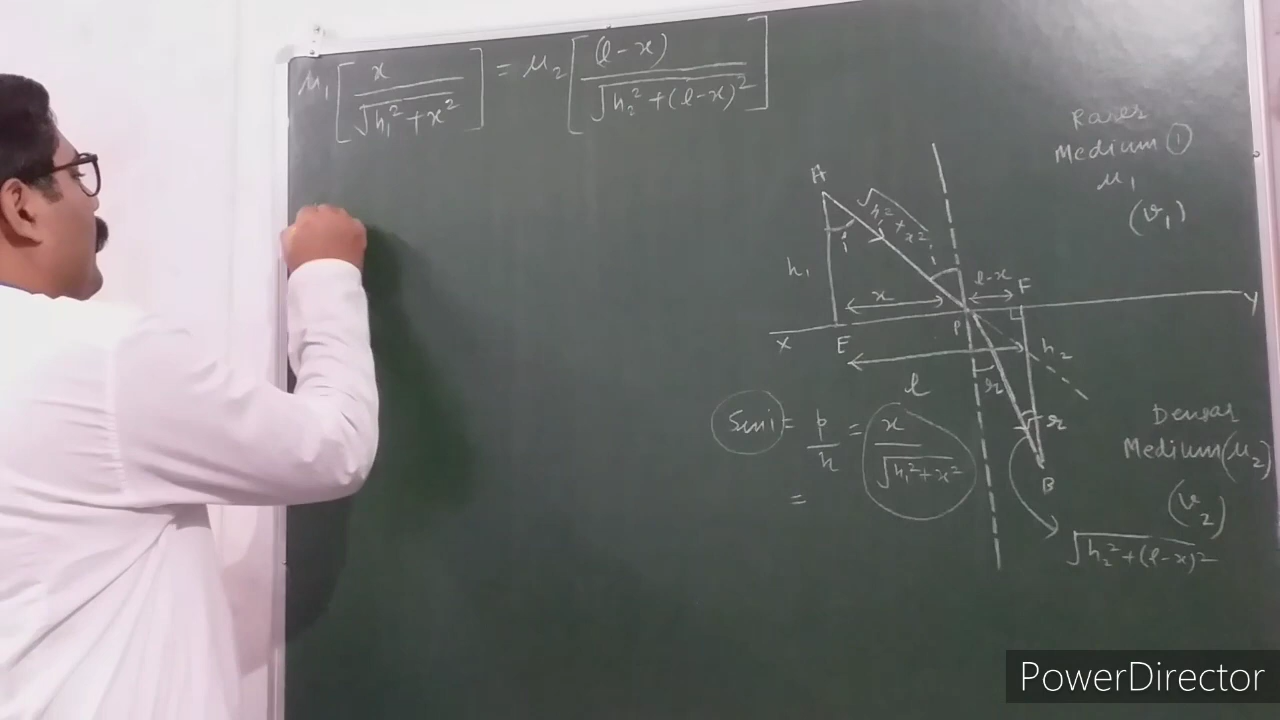 μ₁ [x / √(h₁² + x²)] = μ₂ [(l - x) / √(h₂² + (l - x)²)]
Rarer
Medium ①
μ₁
(v₁)
A
i
√(h₁² + x²)
h₁
x
l-x
F
Y
X
E
P
h₂
l
r
Sin i = p/h = x / √(h₁² + x²)
=
r
B
Denser
Medium (μ₂)
(v₂)
√(h₂² + (l - x)²)
PowerDirector